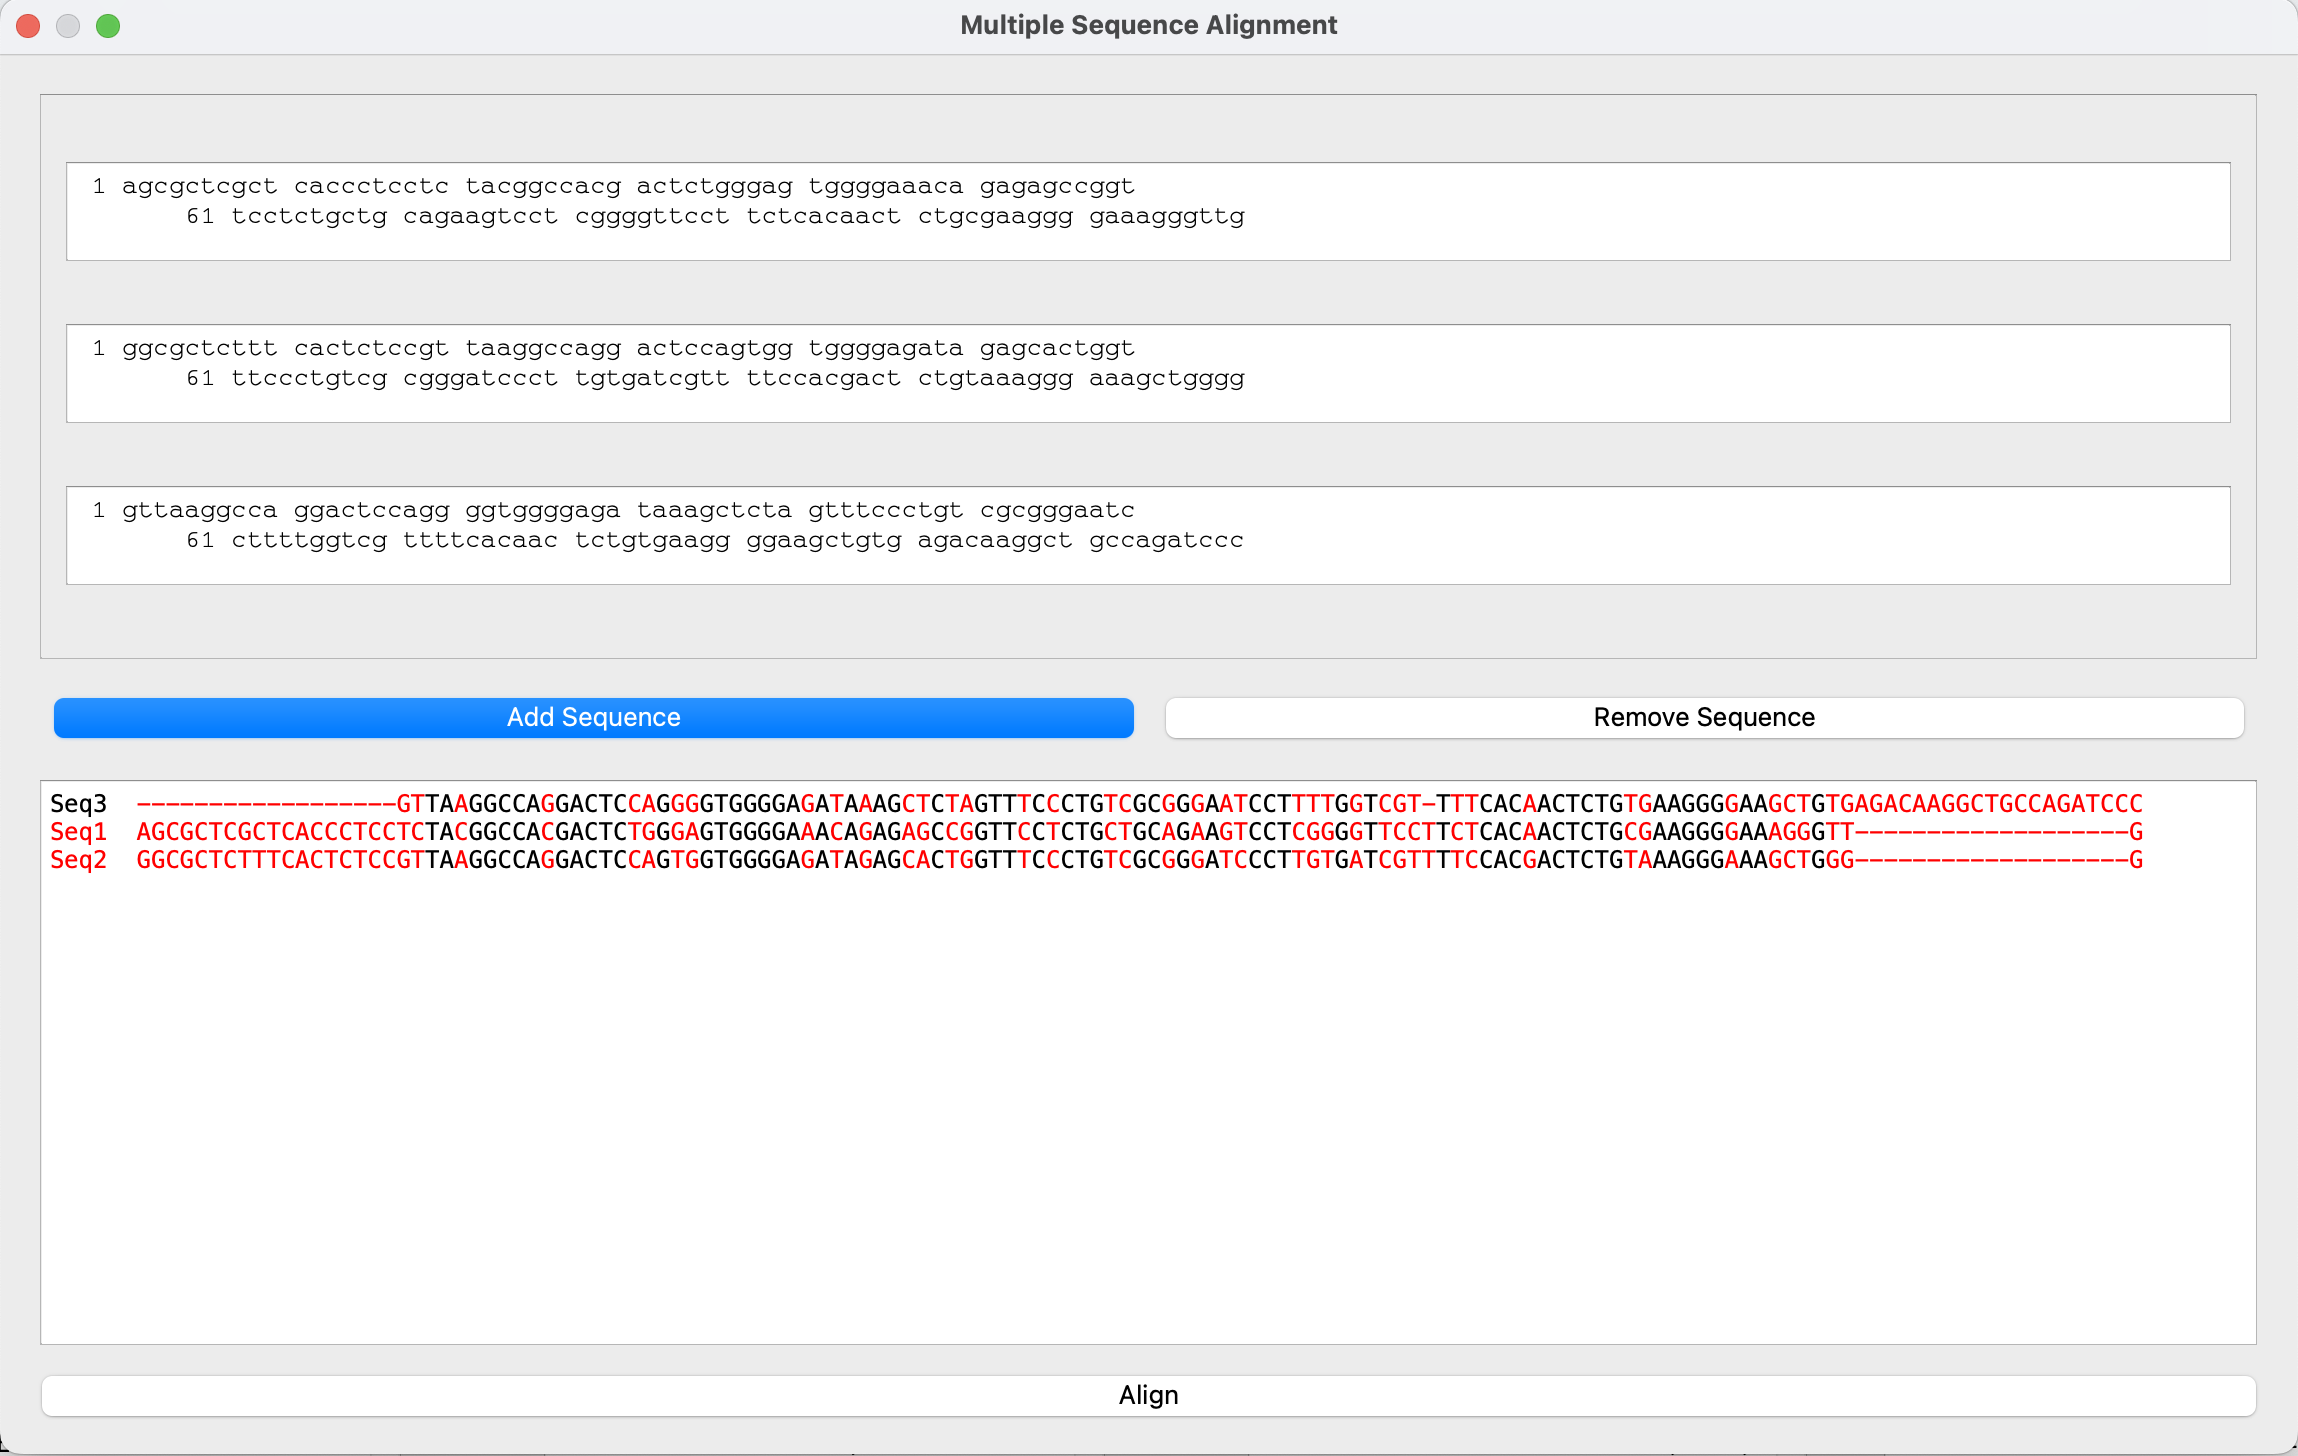 Multiple Sequence Alignment
1 agcgctcgct caccctcctc tacggccacg actctgggag tggggaaaca gagagccggt
61 tcctctgctg cagaagtcct cggggttcct tctcacaact ctgcgaaggg gaaagggttg
1 ggcgctcttt cactctccgt taaggccagg actccagtgg tggggagata gagcactggt
61 ttccctgtcg cgggatccct tgtgatcgtt ttccacgact ctgtaaaggg aaagctgggg
1 gttaaggcca ggactccagg ggtggggaga taaagctcta gtttccctgt cgcgggaatc
61 cttttggtcg ttttcacaac tctgtgaagg ggaagctgtg agacaaggct gccagatccc
Add Sequence Remove Sequence
Seq3 ------------------GTTAAGGCCAGGACTCCAGGGGTGGGGAGATAAAGCTCTAGTTTCCCTGTCGCGGGAATCCTTTTGGTCGT-TTTCACAACTCTGTGAAGGGGAAGCTGTGAGACAAGGCTGCCAGATCCC
Seq1 AGCGCTCGCTCACCCTCCTCTACGGCCACGACTCTGGGAGTGGGGAAACAGAGAGCCGGTTCCTCTGCTGCAGAAGTCCTCGGGGTTCCTTCTCACAACTCTGCGAAGGGGAAAGGGTT-------------------G
Seq2 GGCGCTCTTTCACTCTCCGTTAAGGCCAGGACTCCAGTGGTGGGGAGATAGAGCACTGGTTTCCCTGTCGCGGGATCCCTTGTGATCGTTTTCCACGACTCTGTAAAGGGAAAGCTGGG-------------------G
Align